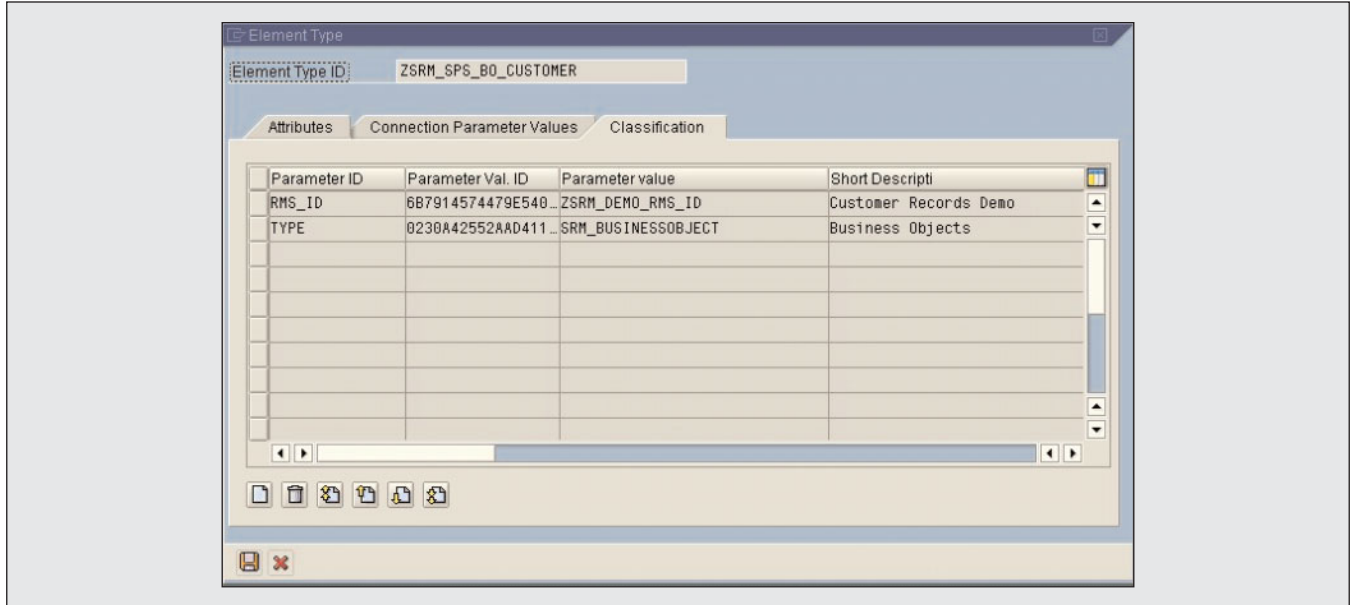 Element Type
Element Type ID: ZSRM_SPS_BO_CUSTOMER
Attributes Connection Parameter Values Classification
Parameter ID Parameter Val. ID Parameter value Short Descripti
RMS_ID 6B7914574479E540... ZSRM_DEMO_RMS_ID Customer Records Demo
TYPE 0230A42552AAD411... SRM_BUSINESSOBJECT Business Objects